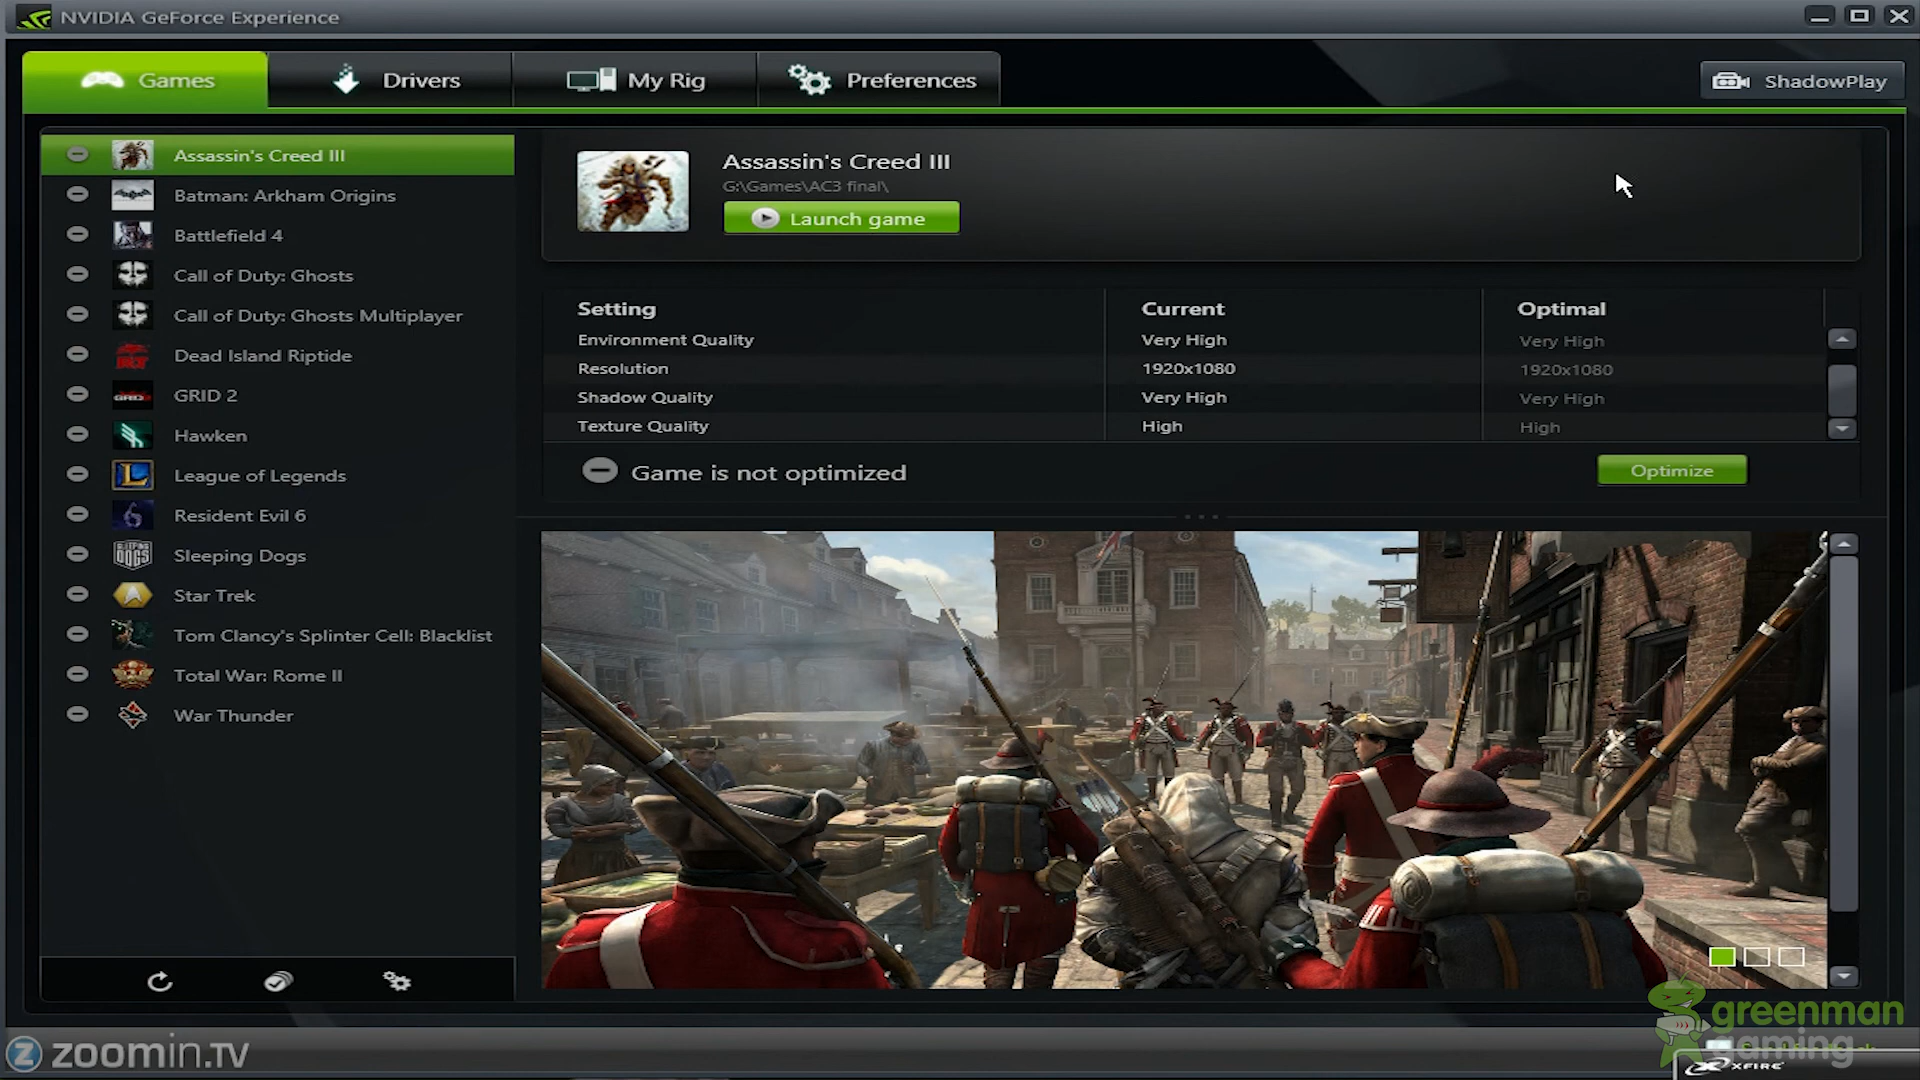 NVIDIA GeForce Experience
Games
Drivers
My Rig
Preferences
ShadowPlay
Assassin's Creed III
Batman: Arkham Origins
Battlefield 4
Call of Duty: Ghosts
Call of Duty: Ghosts Multiplayer
Dead Island Riptide
GRID 2
Hawken
League of Legends
Resident Evil 6
Sleeping Dogs
Star Trek
Tom Clancy's Splinter Cell: Blacklist
Total War: Rome II
War Thunder
Assassin's Creed III
G:\Games\AC3 final\
Launch game
Setting Current Optimal
Environment Quality Very High Very High
Resolution 1920x1080 1920x1080
Shadow Quality Very High Very High
Texture Quality High High
Game is not optimized
Optimize
zoomin.TV
greenman
gaming
XFIRE